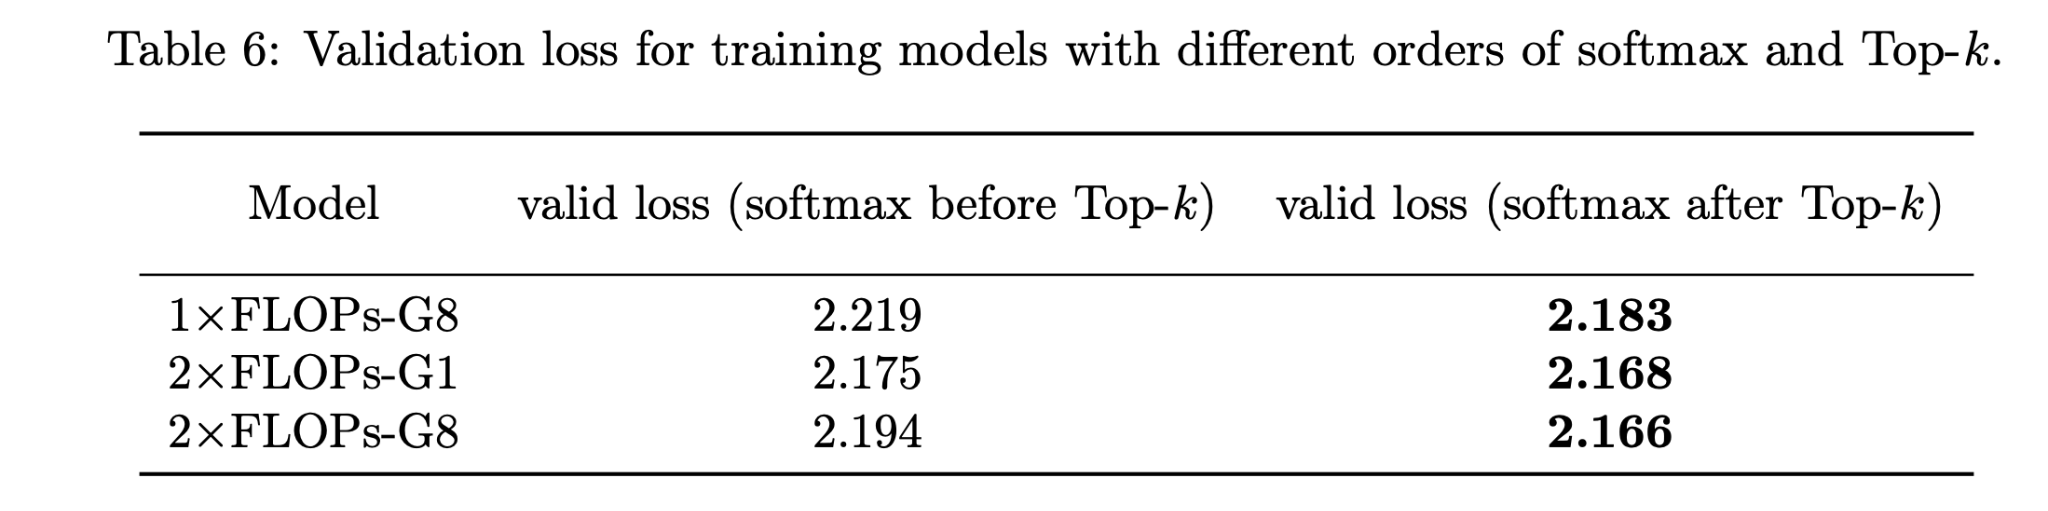 Table 6: Validation loss for training models with different orders of softmax and Top-k.
Model valid loss (softmax before Top-k) valid loss (softmax after Top-k)
1×FLOPs-G8 2.219 2.183
2×FLOPs-G1 2.175 2.168
2×FLOPs-G8 2.194 2.166